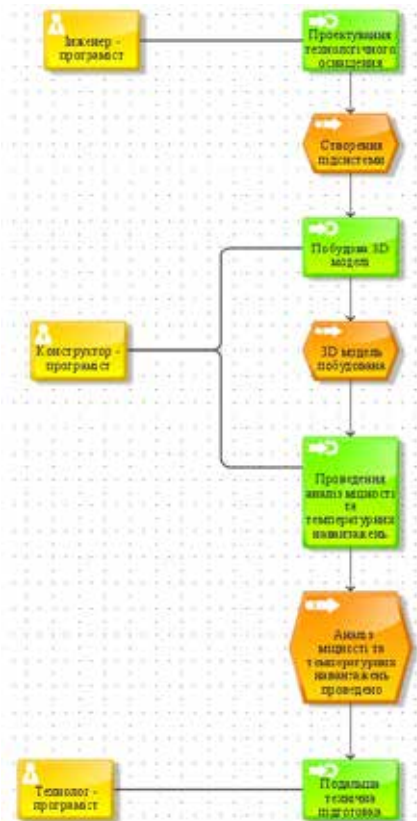 Інженер -
програміст
Проектування
технологічного
оснащення
Створення
підсистеми
Побудова 3D
моделі
Конструктор -
програміст
3D модель
побудована
Проведення
аналіз міцності
та
температурних
навантажень
Аналіз
міцності та
температурних
навантажень
проведено
Технолог -
програміст
Подальша
технічна
підготовка